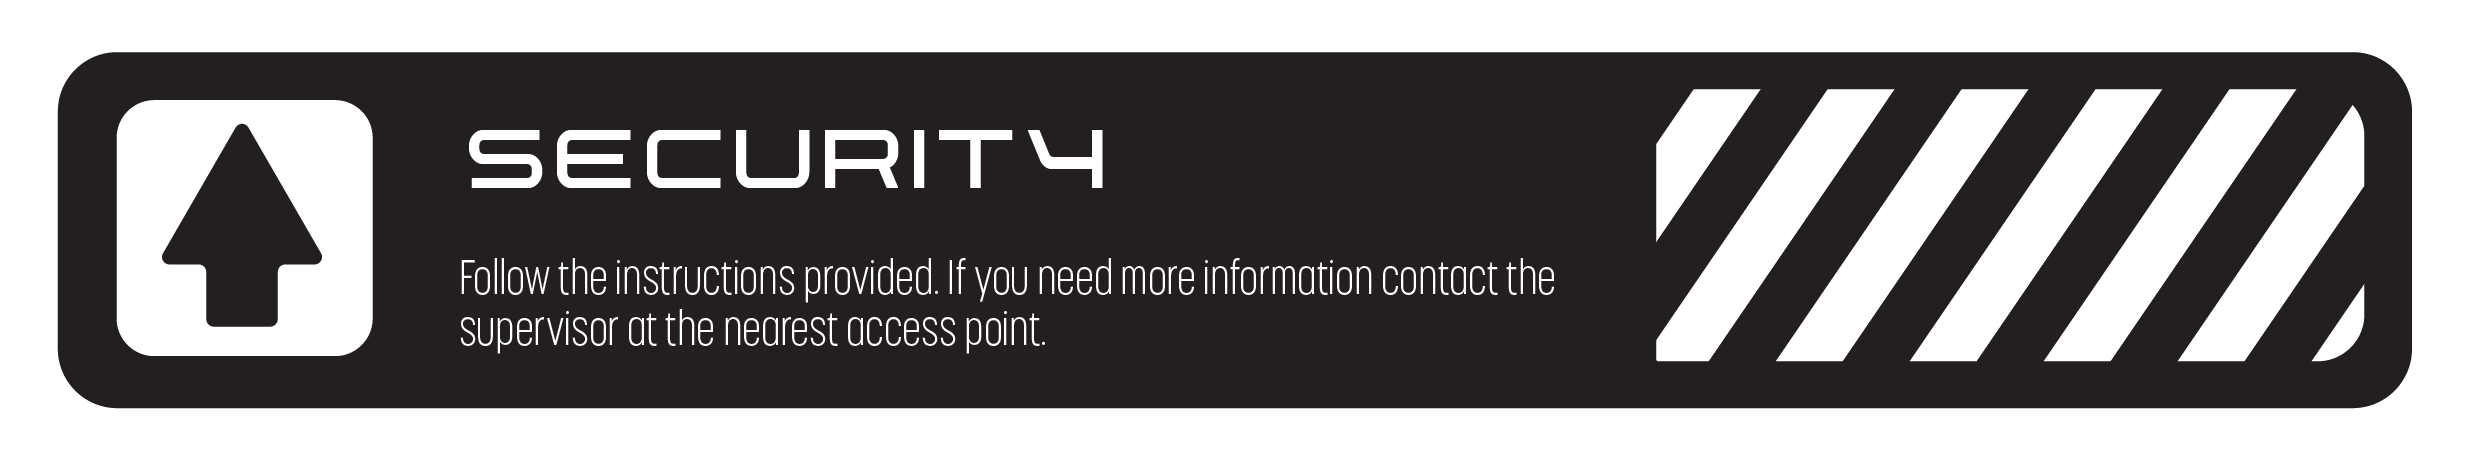 SECURITY
Follow the instructions provided. If you need more information contact the
supervisor at the nearest access point.